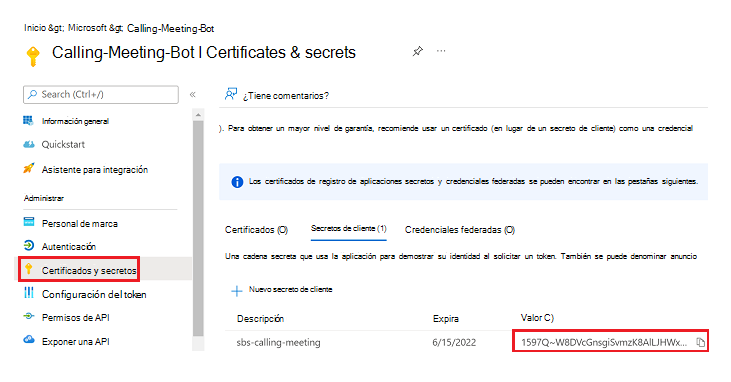 Inicio &gt; Microsoft &gt; Calling-Meeting-Bot
Calling-Meeting-Bot | Certificates & secrets
Search (Ctrl+/)
Información general
Quickstart
Asistente para integración
Administrar
Personal de marca
Autenticación
Certificados y secretos
Configuración del token
Permisos de API
Exponer una API
¿Tiene comentarios?
). Para obtener un mayor nivel de garantía, recomiende usar un certificado (en lugar de un secreto de cliente) como una credencial
Los certificados de registro de aplicaciones secretos y credenciales federadas se pueden encontrar en las pestañas siguientes.
Certificados (0) Secretos de cliente (1) Credenciales federadas (0)
Una cadena secreta que usa la aplicación para demostrar su identidad al solicitar un token. También se puede denominar anuncio
Nuevo secreto de cliente
Descripción Expira Valor C)
sbs-calling-meeting 6/15/2022 1597Q~W8DVcGnsgiSvmzK8AlLJHWx...